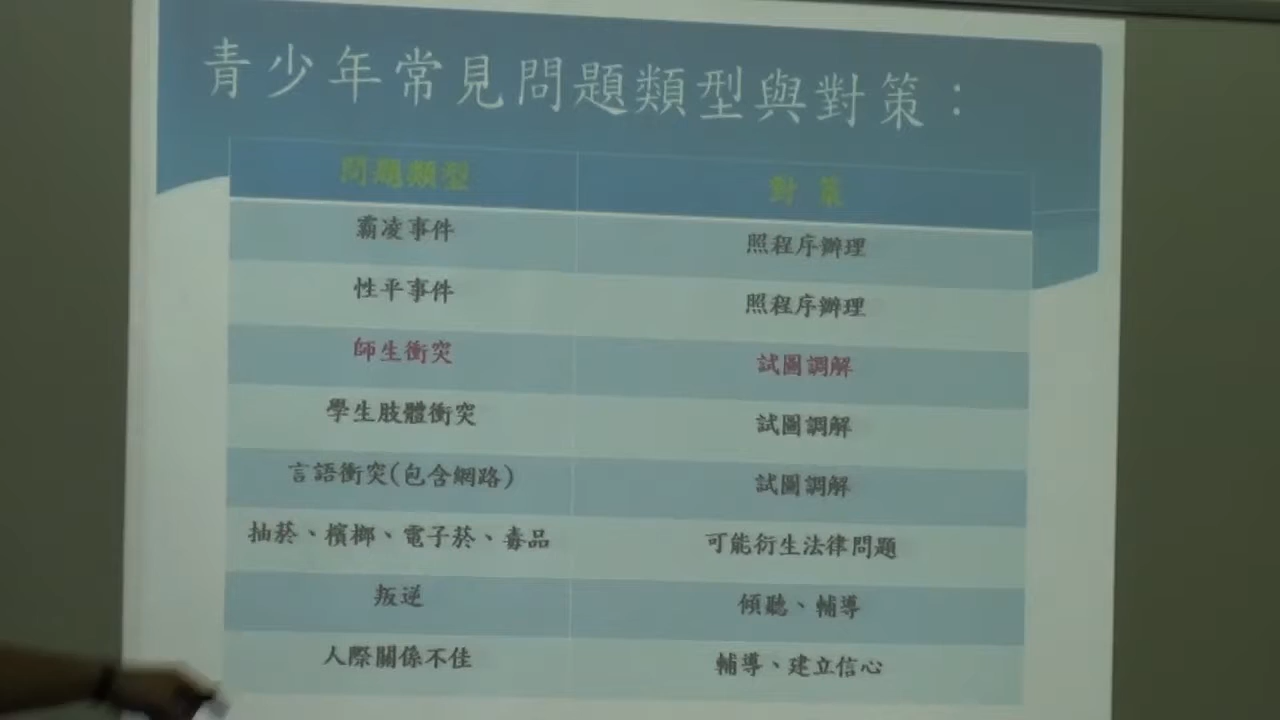 青少年常見問題類型與對策：
問題類型 對策
霸凌事件 照程序辦理
性平事件 照程序辦理
師生衝突 試圖調解
學生肢體衝突 試圖調解
言語衝突(包含網路) 試圖調解
抽菸、檳榔、電子菸、毒品 可能衍生法律問題
叛逆 傾聽、輔導
人際關係不佳 輔導、建立信心